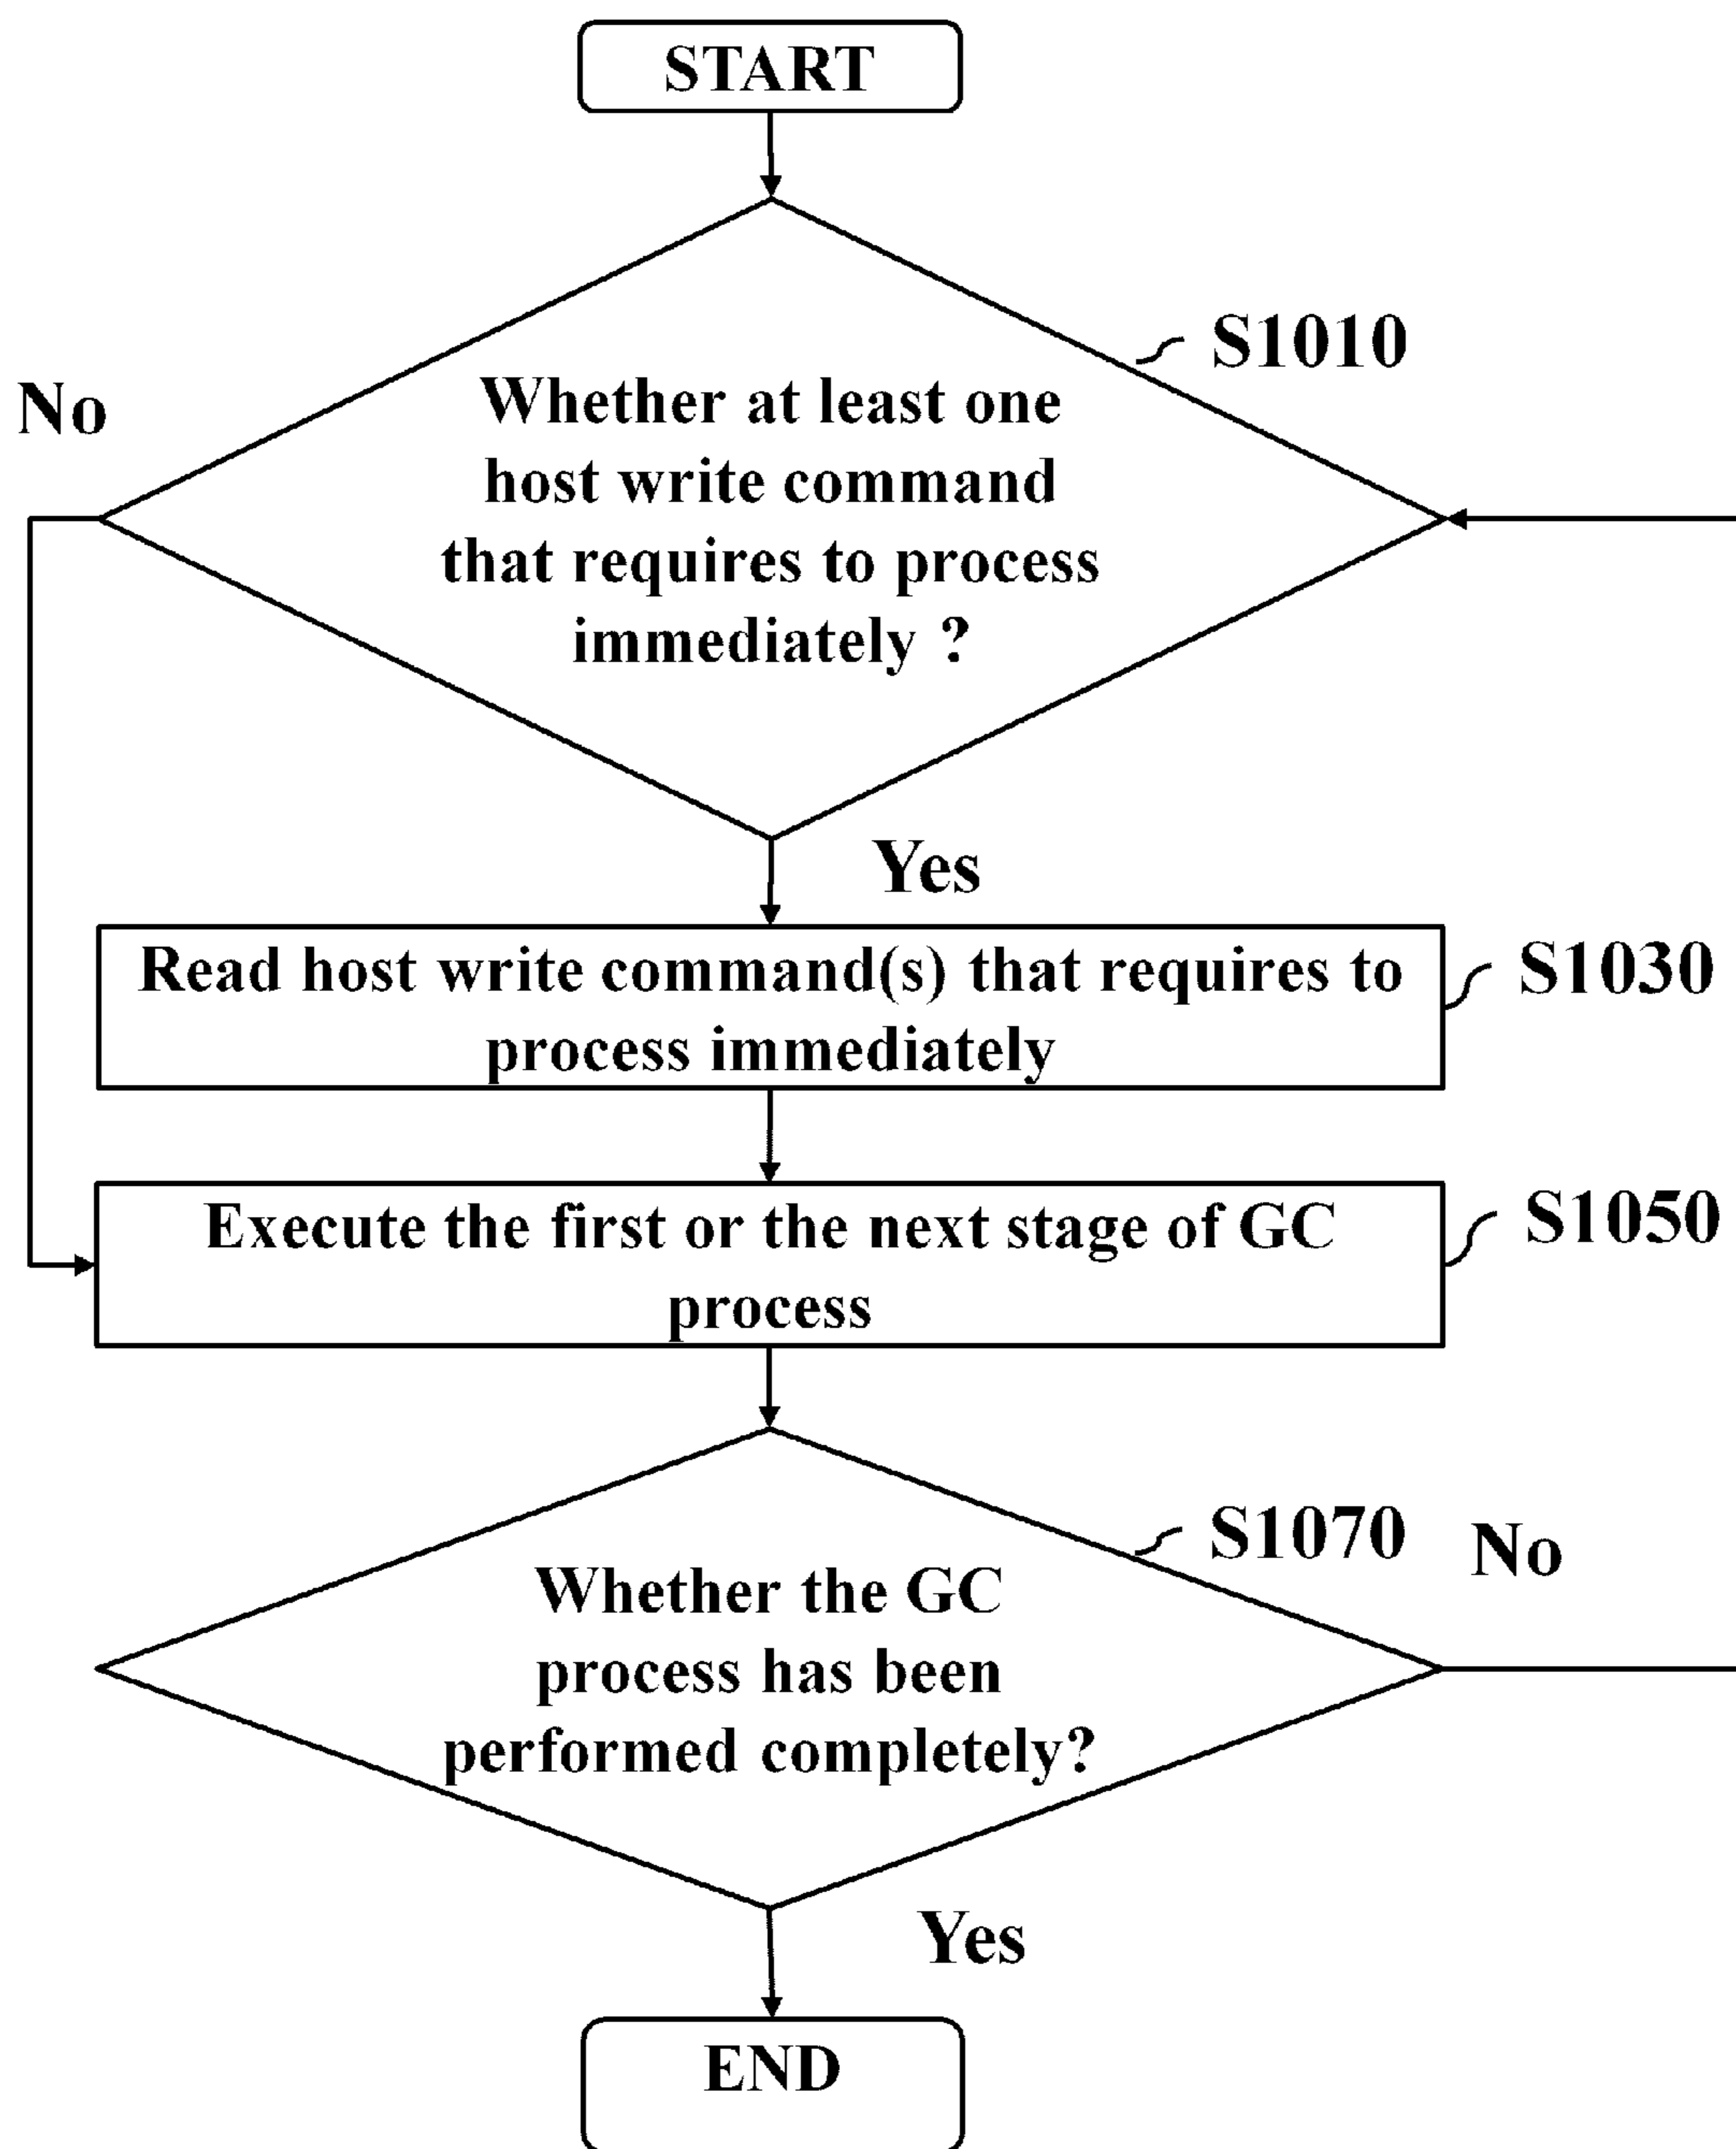 START
S1010
No
Whether at least one
host write command
that requires to process
immediately ?
Yes
Read host write command(s) that requires to
process immediately
S1030
Execute the first or the next stage of GC
process
S1050
S1070
No
Whether the GC
process has been
performed completely?
Yes
END